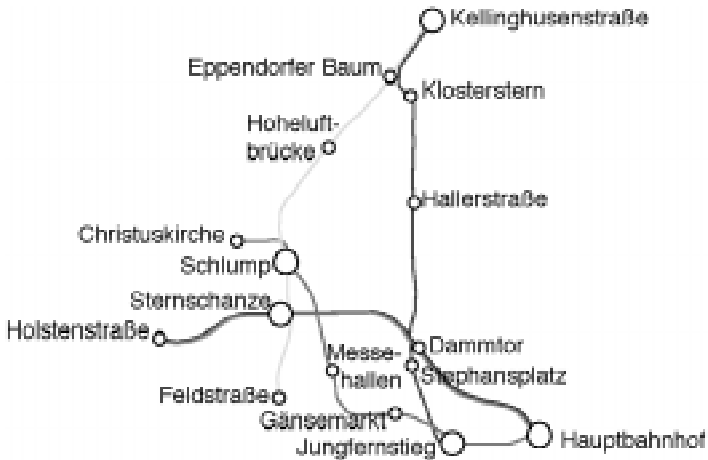 Kellinghusenstraße
Eppendorfer Baum
Klosterstern
Hoheluft-
brücke
Hallerstraße
Christuskirche
Schlump
Sternschanze
Holstenstraße
Dammtor
Messe-
hallen
Stephansplatz
Feldstraße
Gänsemarkt
Jungfernstieg
Hauptbahnhof